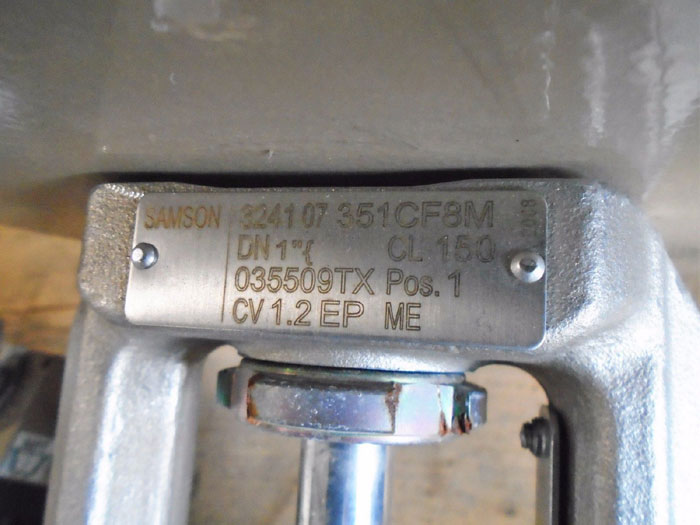 SAMSON 3241 07 351CF8M
DN 1"{ CL 150
035509TX Pos. 1
CV 1.2 EP ME